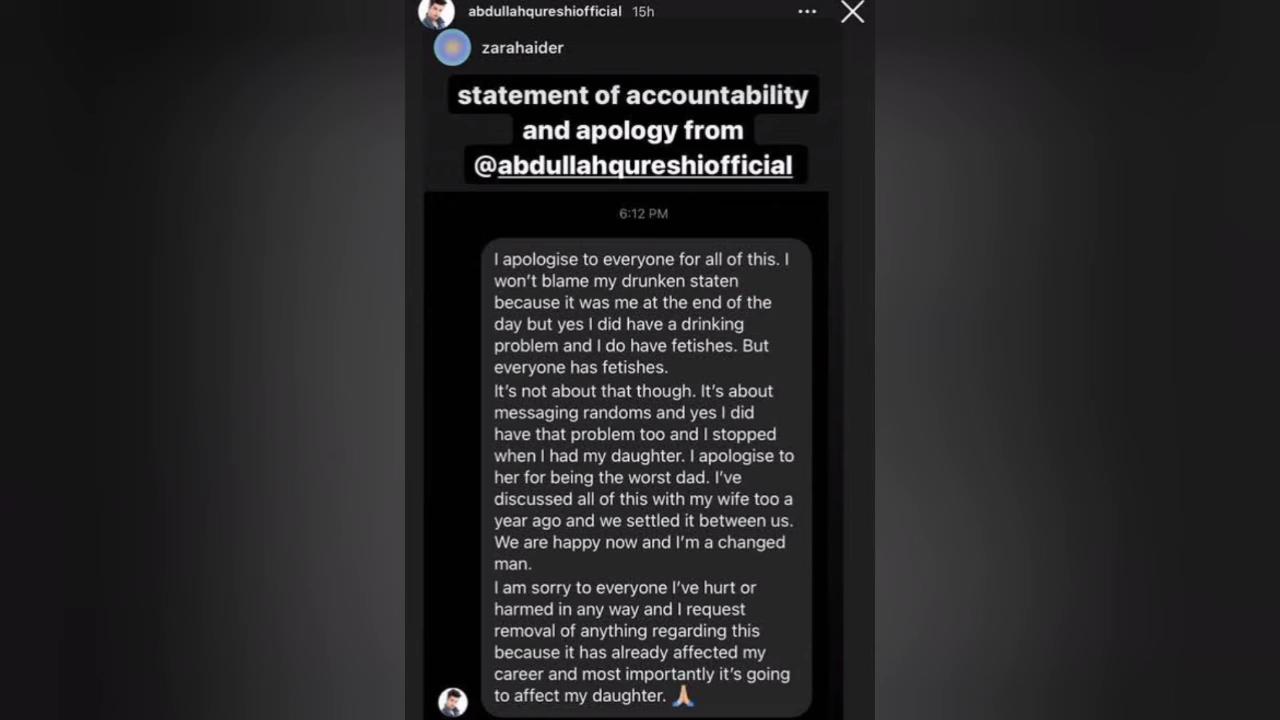 abdullahqureshiofficial 15h
zarahaider
statement of accountability
and apology from
@abdullahqureshiofficial
6:12 PM
I apologise to everyone for all of this. I
won't blame my drunken staten
because it was me at the end of the
day but yes I did have a drinking
problem and I do have fetishes. But
everyone has fetishes.
It's not about that though. It's about
messaging randoms and yes I did
have that problem too and I stopped
when I had my daughter. I apologise to
her for being the worst dad. I've
discussed all of this with my wife too a
year ago and we settled it between us.
We are happy now and I'm a changed
man.
I am sorry to everyone I've hurt or
harmed in any way and I request
removal of anything regarding this
because it has already affected my
career and most importantly it's going
to affect my daughter. 🙏🏼